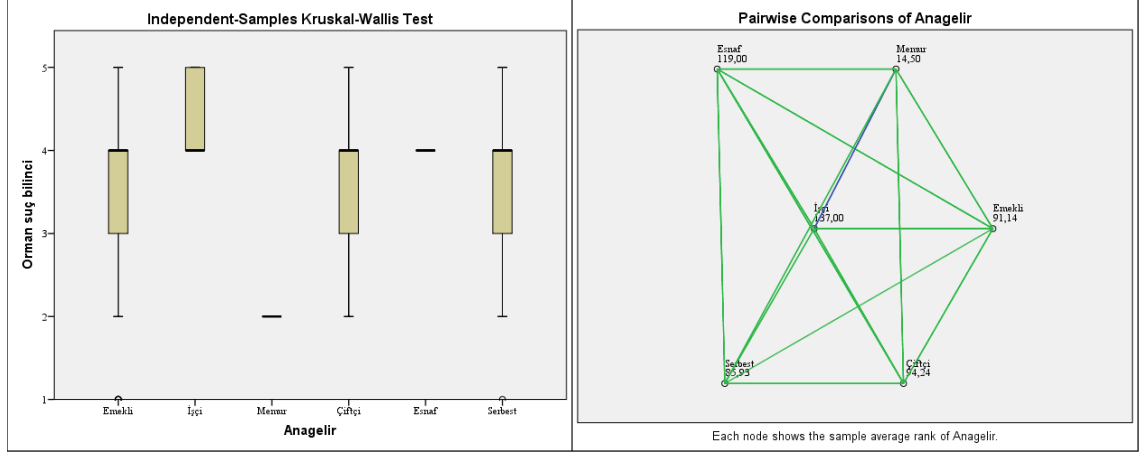 Independent-Samples Kruskal-Wallis Test
Orman suç bilinci
5
4
3
2
1
Emekli
İşçi
Memur
Çiftçi
Esnaf
Serbest
Anagelir
Pairwise Comparisons of Anagelir
Esnaf
119,00
Memur
14,50
İşçi
137,00
Emekli
91,14
Serbest
85,93
Çiftçi
94,24
Each node shows the sample average rank of Anagelir.